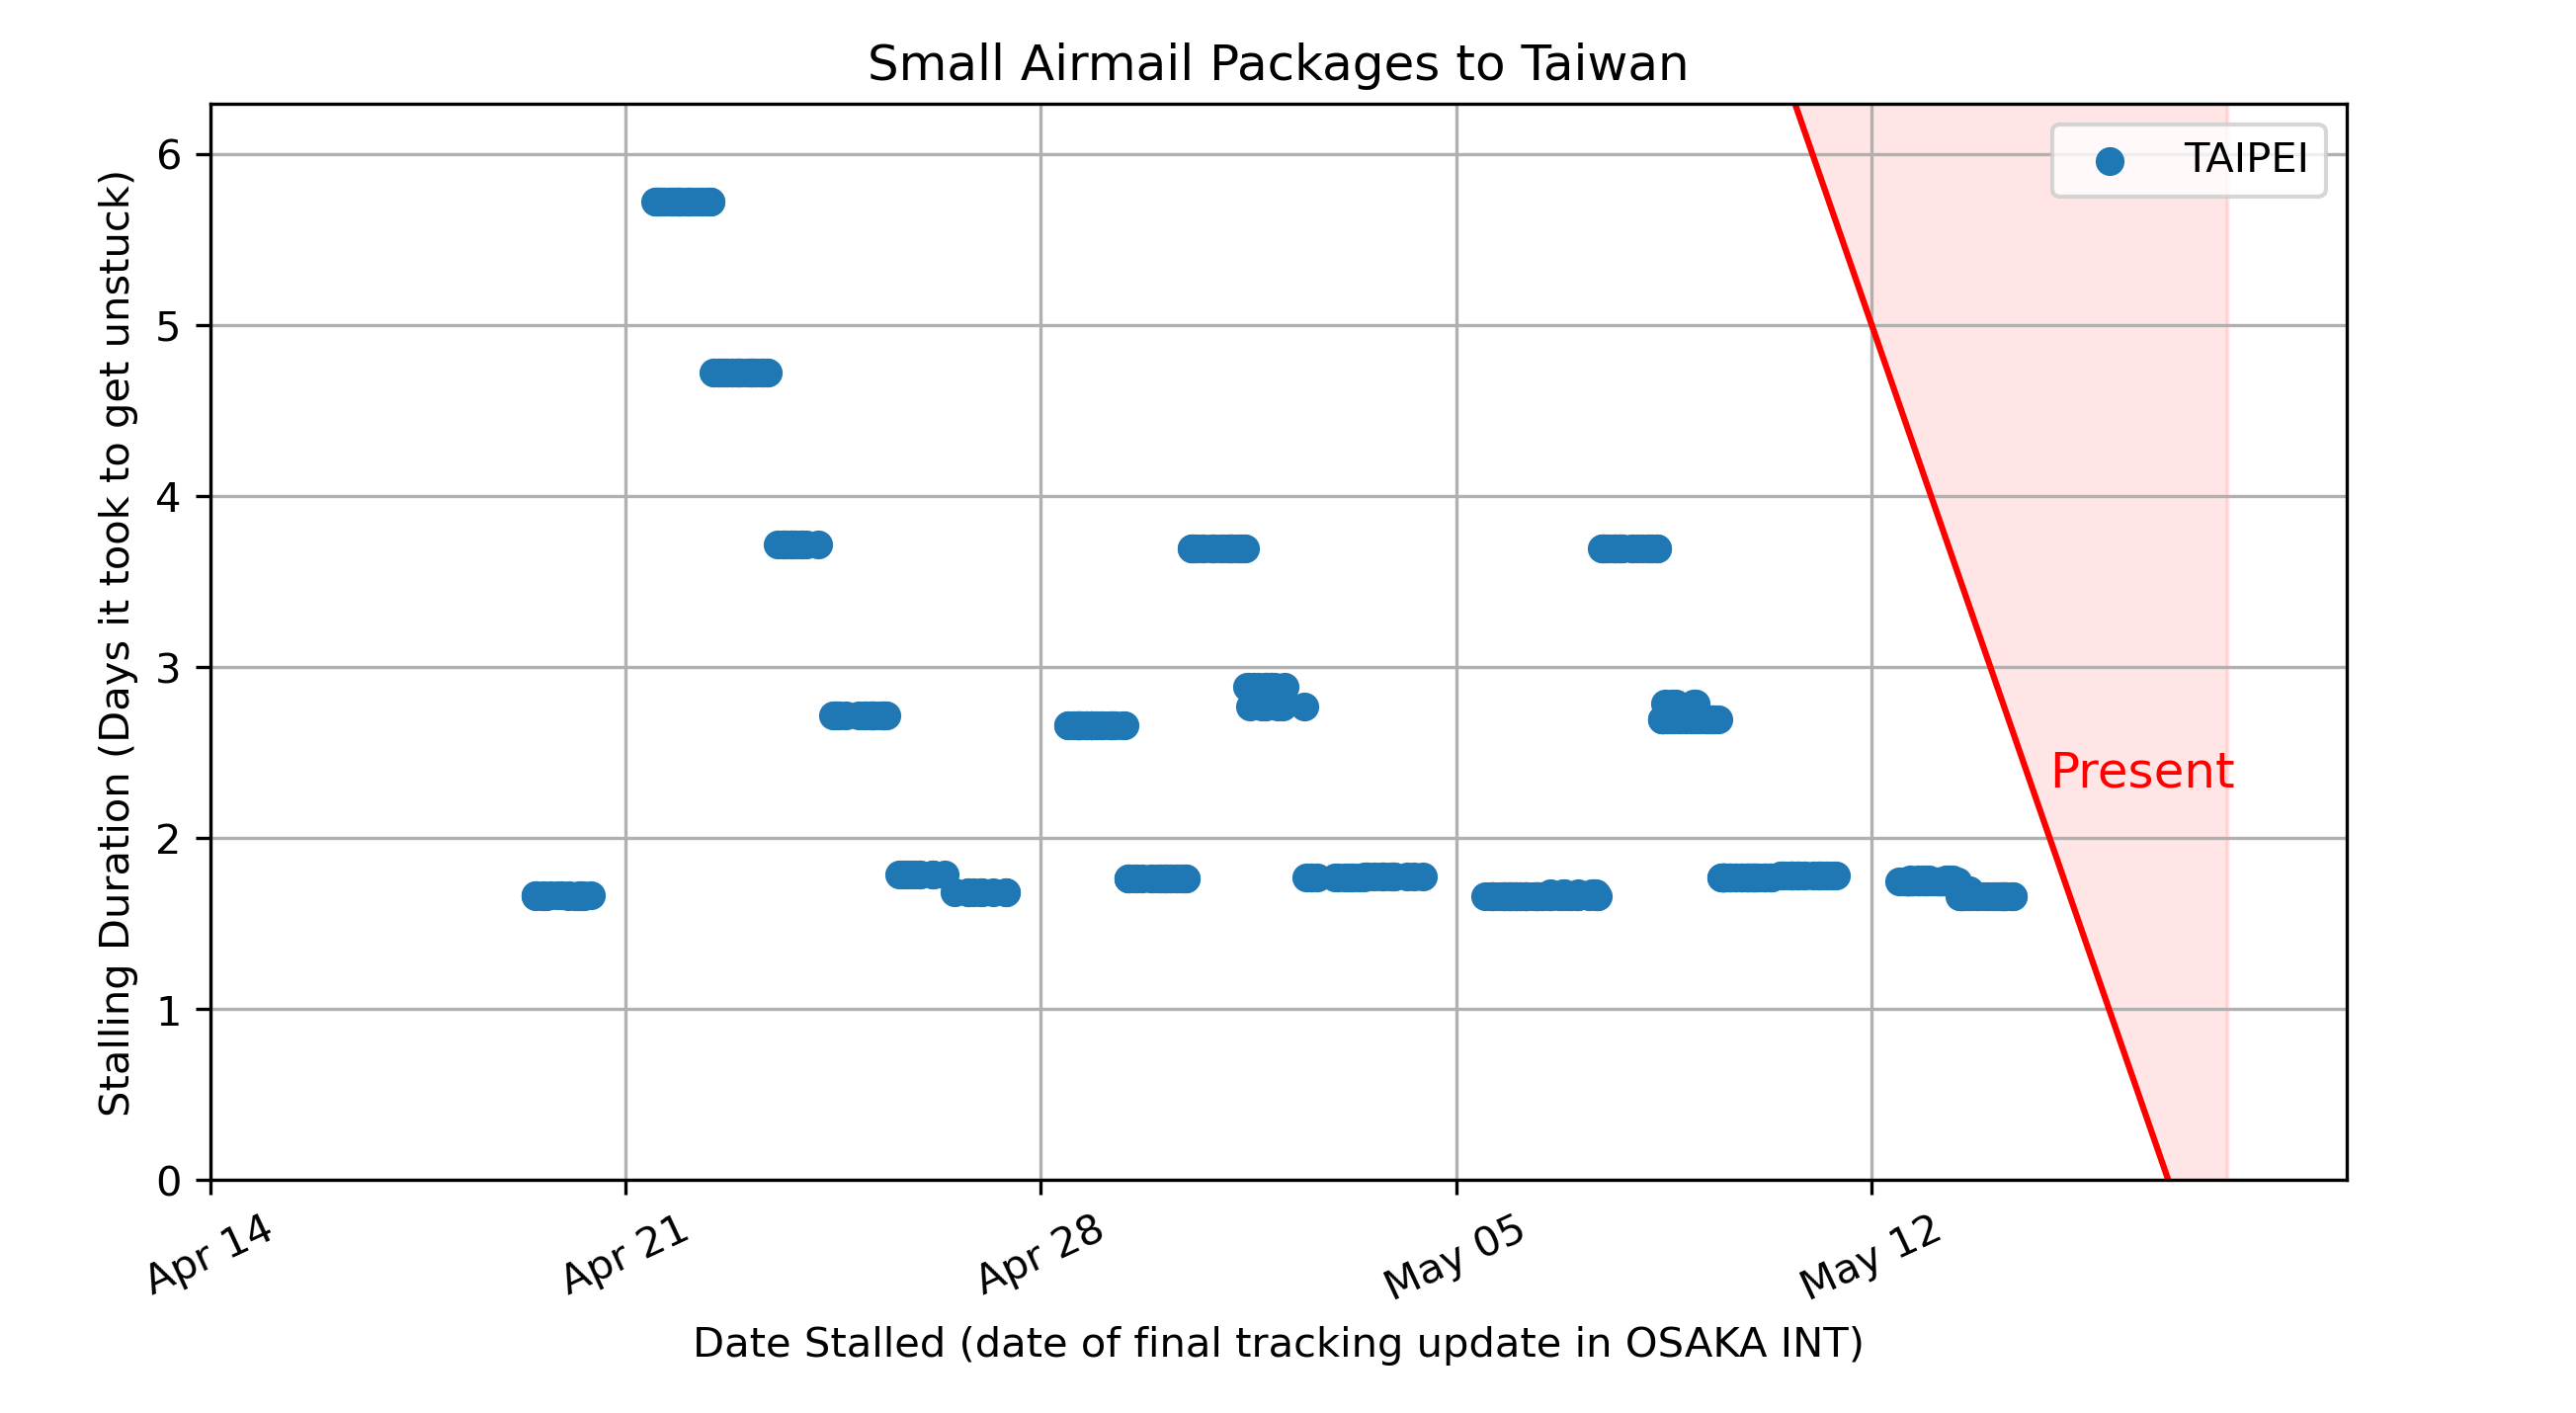 Small Airmail Packages to Taiwan
TAIPEI
Stalling Duration (Days it took to get unstuck)
6
5
4
3
2
1
0
Present
Apr 14
Apr 21
Apr 28
May 05
May 12
Date Stalled (date of final tracking update in OSAKA INT)